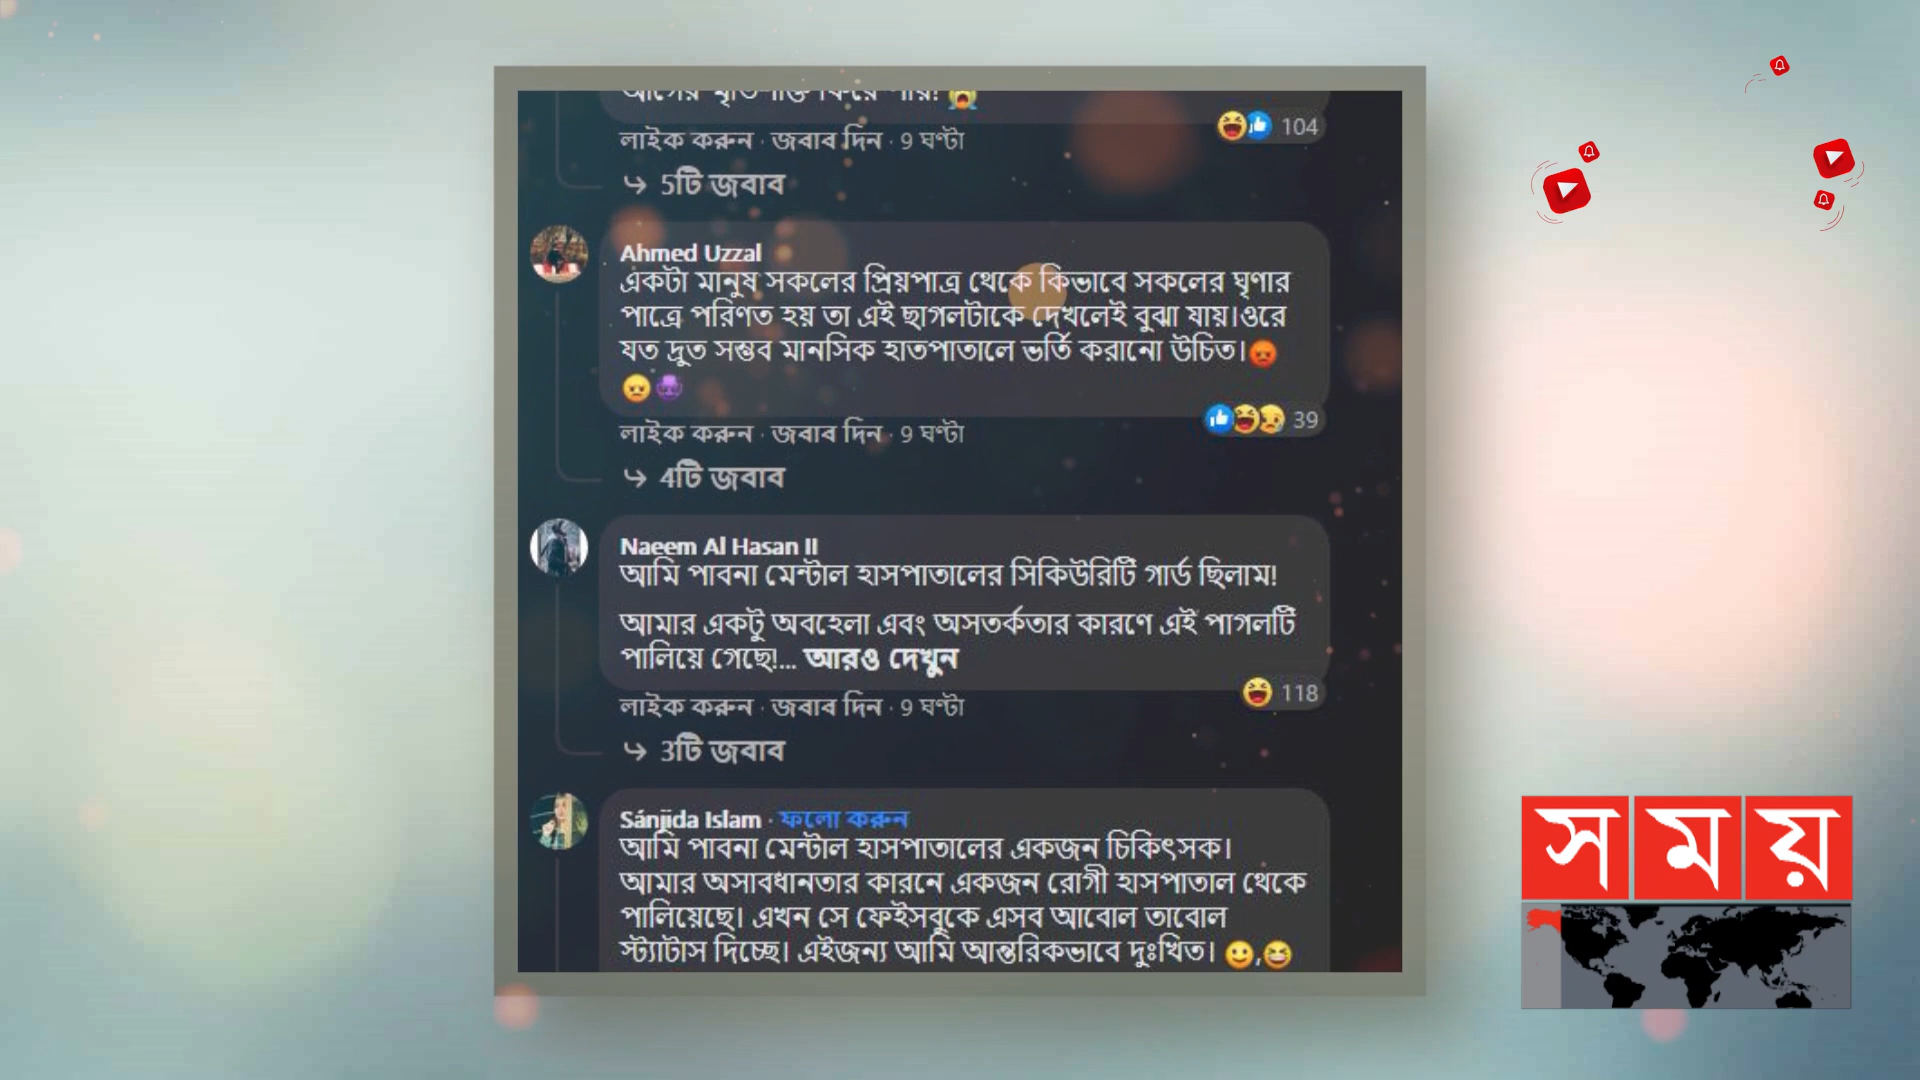 লাইক করুন · জবাব দিন · 9 ঘণ্টা
104
5টি জবাব
Ahmed Uzzal
একটা মানুষ সকলের প্রিয়পাত্র থেকে কিভাবে সকলের ঘৃণার
পাত্রে পরিণত হয় তা এই ছাগলটাকে দেখলেই বুঝা যায়।ওরে
যত দ্রুত সম্ভব মানসিক হাতপাতালে ভর্তি করানো উচিত।😡
😠
লাইক করুন · জবাব দিন · 9 ঘণ্টা
39
4টি জবাব
Naeem Al Hasan II
আমি পাবনা মেন্টাল হাসপাতালের সিকিউরিটি গার্ড ছিলাম!
আমার একটু অবহেলা এবং অসতর্কতার কারণে এই পাগলটি
পালিয়ে গেছে!... আরও দেখুন
লাইক করুন · জবাব দিন · 9 ঘণ্টা
118
3টি জবাব
Sánjida Islam · ফলো করুন
আমি পাবনা মেন্টাল হাসপাতালের একজন চিকিৎসক।
আমার অসাবধানতার কারনে একজন রোগী হাসপাতাল থেকে
পালিয়েছে। এখন সে ফেইসবুকে এসব আবোল তাবোল
স্ট্যাটাস দিচ্ছে। এইজন্য আমি আন্তরিকভাবে দুঃখিত। 🙂,😆
সময়